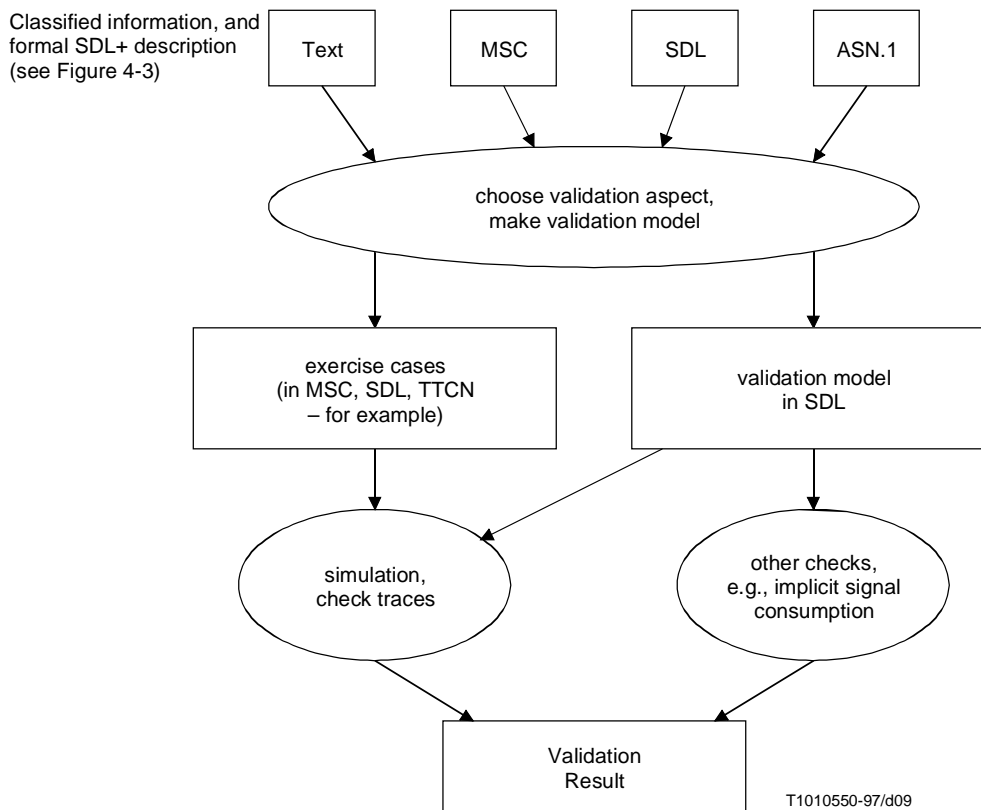 Classified information, and
formal SDL+ description
(see Figure 4-3)
Text
MSC
SDL
ASN.1
choose validation aspect,
make validation model
exercise cases
(in MSC, SDL, TTCN
– for example)
validation model
in SDL
simulation,
check traces
other checks,
e.g., implicit signal
consumption
Validation
Result
T1010550-97/d09